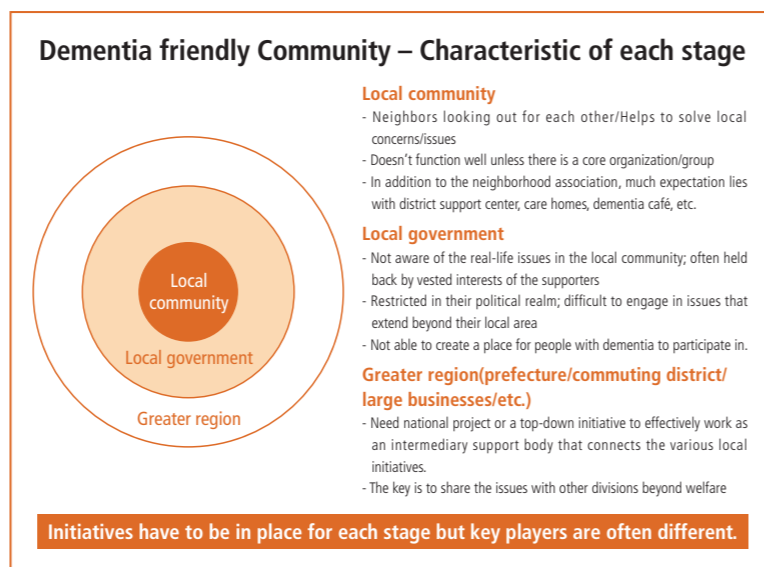 Dementia friendly Community – Characteristic of each stage
Local
community
Local government
Greater region
Local community
- Neighbors looking out for each other/Helps to solve local
concerns/issues
- Doesn't function well unless there is a core organization/group
- In addition to the neighborhood association, much expectation lies
with district support center, care homes, dementia café, etc.
Local government
- Not aware of the real-life issues in the local community; often held
back by vested interests of the supporters
- Restricted in their political realm; difficult to engage in issues that
extend beyond their local area
- Not able to create a place for people with dementia to participate in.
Greater region(prefecture/commuting district/
large businesses/etc.)
- Need national project or a top-down initiative to effectively work as
an intermediary support body that connects the various local
initiatives.
- The key is to share the issues with other divisions beyond welfare
Initiatives have to be in place for each stage but key players are often different.